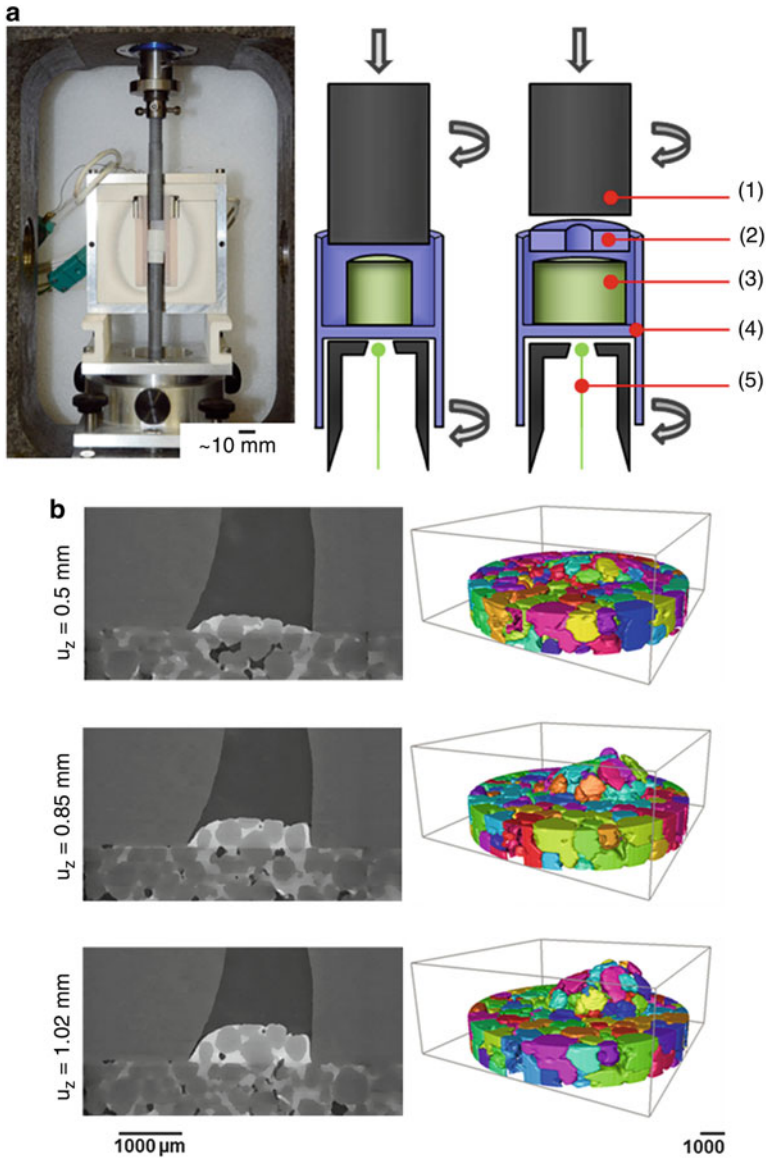 a
(1)
(2)
(3)
(4)
(5)
~10 mm
b
u_z = 0.5 mm
u_z = 0.85 mm
u_z = 1.02 mm
1000 µm
1000